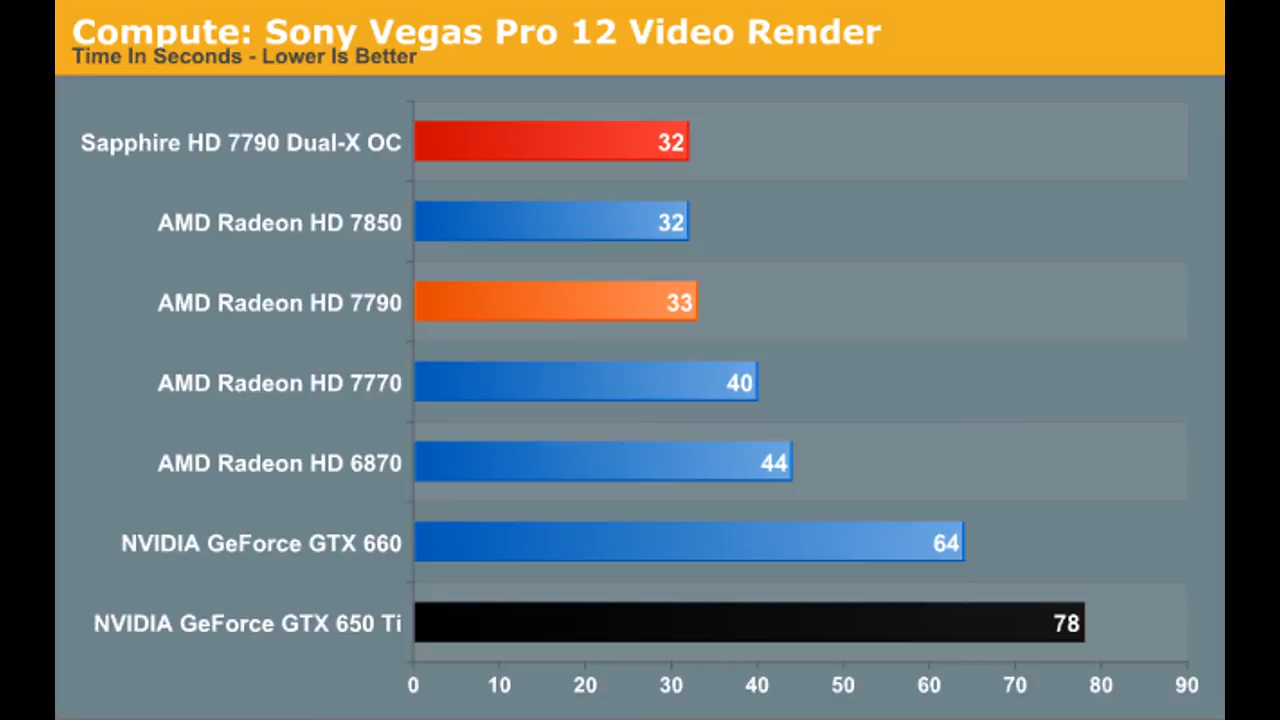 Compute: Sony Vegas Pro 12 Video Render
Time In Seconds - Lower Is Better
Sapphire HD 7790 Dual-X OC 32
AMD Radeon HD 7850 32
AMD Radeon HD 7790 33
AMD Radeon HD 7770 40
AMD Radeon HD 6870 44
NVIDIA GeForce GTX 660 64
NVIDIA GeForce GTX 650 Ti 78
0 10 20 30 40 50 60 70 80 90